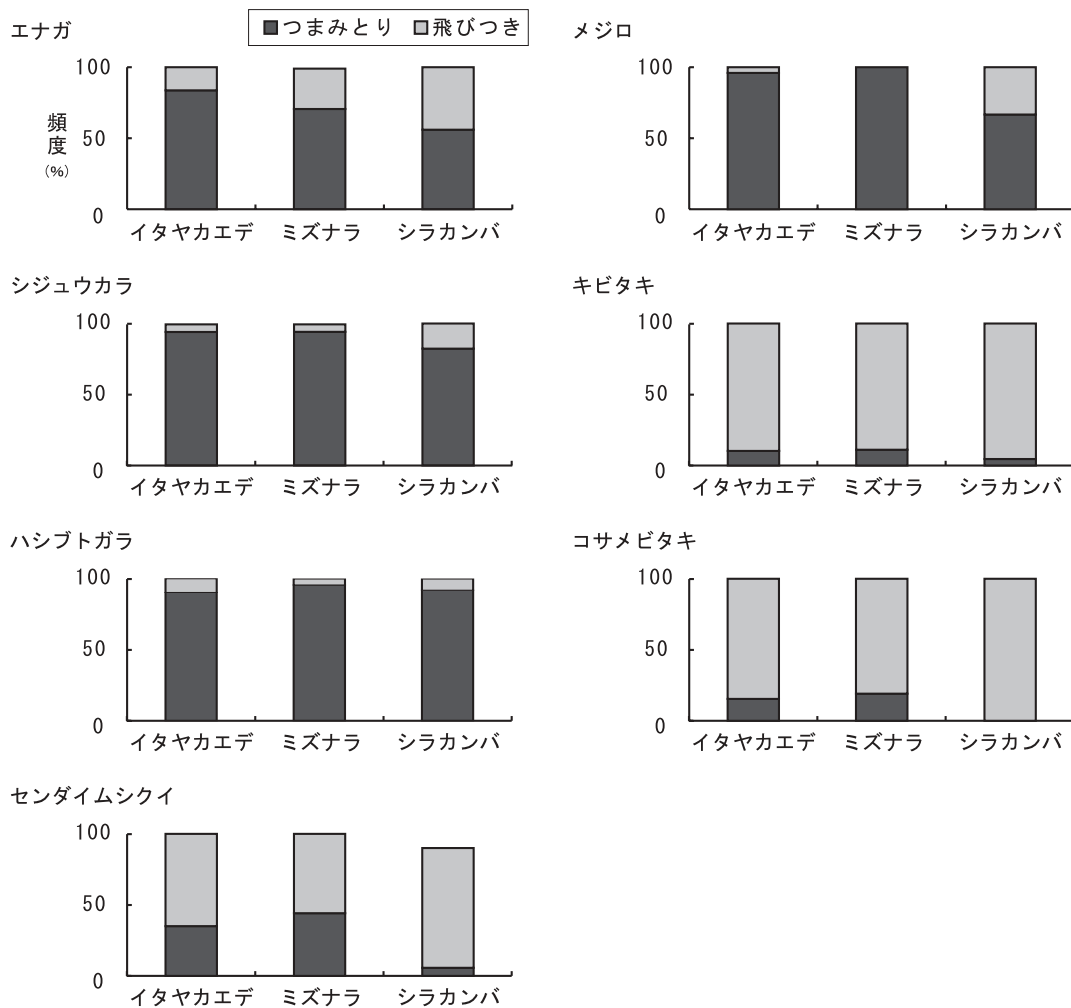 エナガ
■つまみとり □飛びつき
100
頻度
50
(%)
0
イタヤカエデ ミズナラ シラカンバ
メジロ
100
50
0
イタヤカエデ ミズナラ シラカンバ
シジュウカラ
100
50
0
イタヤカエデ ミズナラ シラカンバ
キビタキ
100
50
0
イタヤカエデ ミズナラ シラカンバ
ハシブトガラ
100
50
0
イタヤカエデ ミズナラ シラカンバ
コサメビタキ
100
50
0
イタヤカエデ ミズナラ シラカンバ
センダイムシクイ
100
50
0
イタヤカエデ ミズナラ シラカンバ